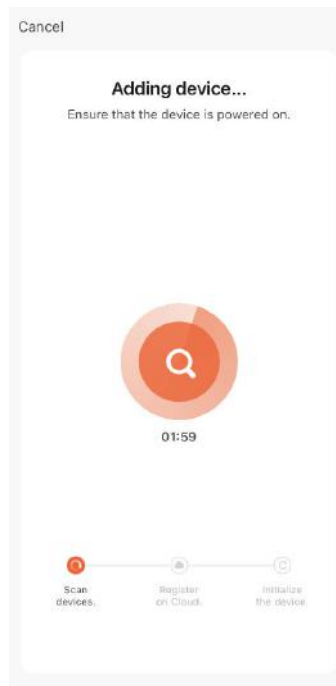 Cancel
Adding device...
Ensure that the device is powered on.
01:59
Scan
devices.
Register
on Cloud.
Initialize
the device.